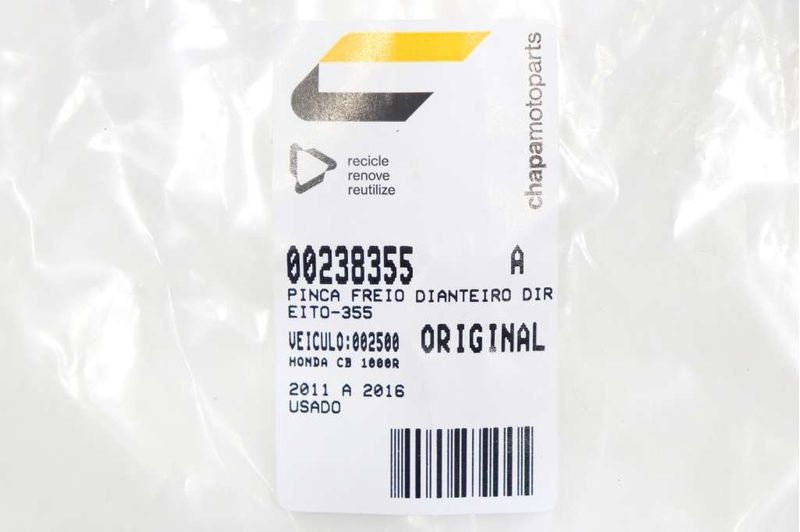 chapamotoparts
recicle
renove
reutilize
00238355 A
PINCA FREIO DIANTEIRO DIR
EITO-355
VEICULO:002500 ORIGINAL
HONDA CB 1000R
2011 A 2016
USADO